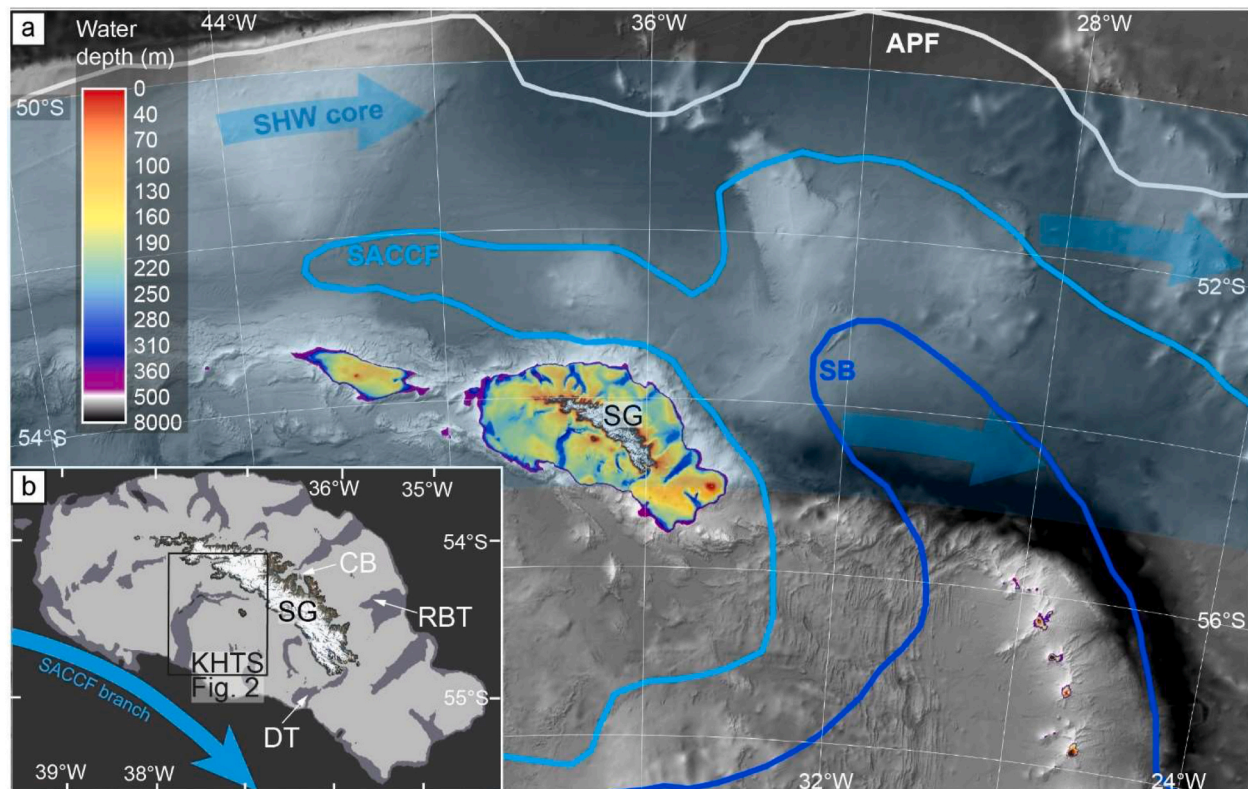 a
Water
depth (m)
0
40
70
100
130
160
190
220
250
280
310
400
500
8000
44°W
36°W
28°W
APF
50°S
SHW core
SACCF
52°S
SB
SG
54°S
56°S
32°W
24°W
b
36°W
35°W
54°S
CB
SG
RBT
KHTS
Fig. 2
55°S
DT
SACCF branch
39°W
38°W